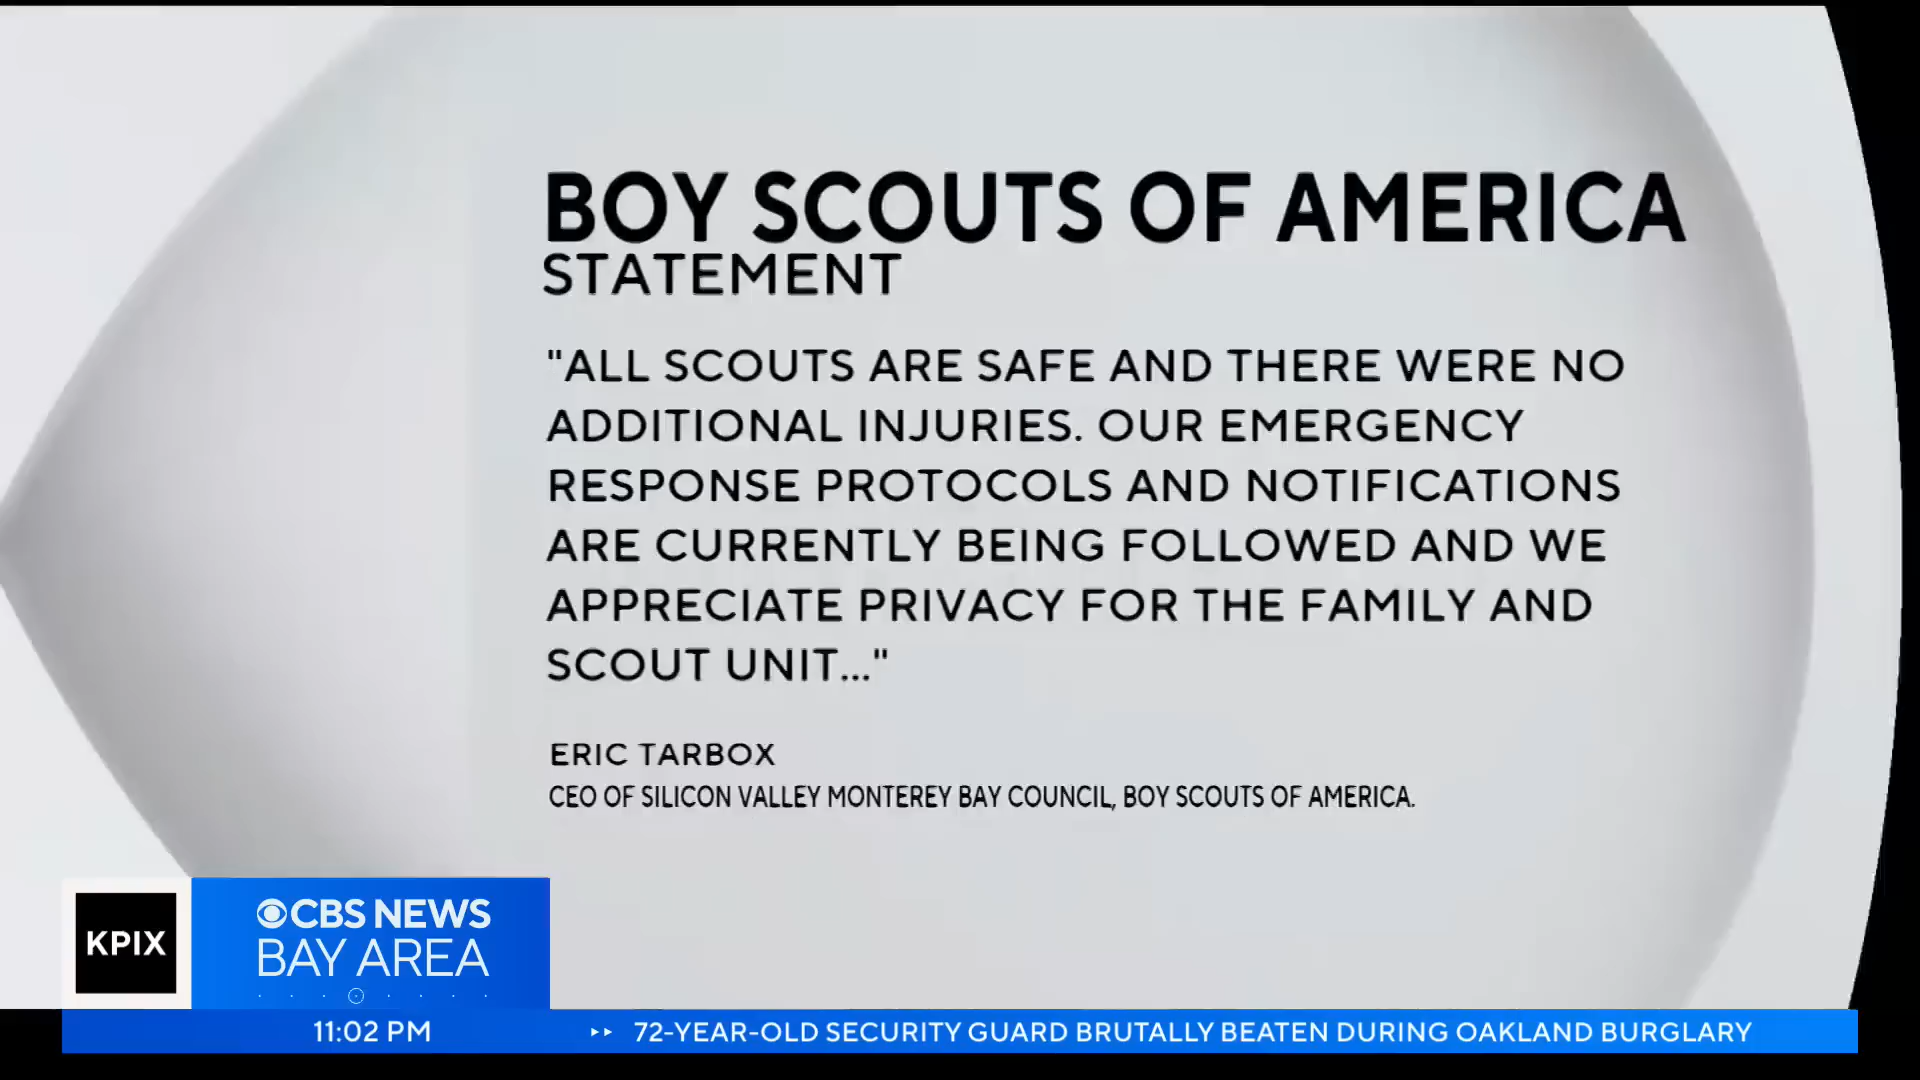 BOY SCOUTS OF AMERICA
STATEMENT
"ALL SCOUTS ARE SAFE AND THERE WERE NO
ADDITIONAL INJURIES. OUR EMERGENCY
RESPONSE PROTOCOLS AND NOTIFICATIONS
ARE CURRENTLY BEING FOLLOWED AND WE
APPRECIATE PRIVACY FOR THE FAMILY AND
SCOUT UNIT..."
ERIC TARBOX
CEO OF SILICON VALLEY MONTEREY BAY COUNCIL, BOY SCOUTS OF AMERICA.
KPIX
CBS NEWS
BAY AREA
11:02 PM
72-YEAR-OLD SECURITY GUARD BRUTALLY BEATEN DURING OAKLAND BURGLARY